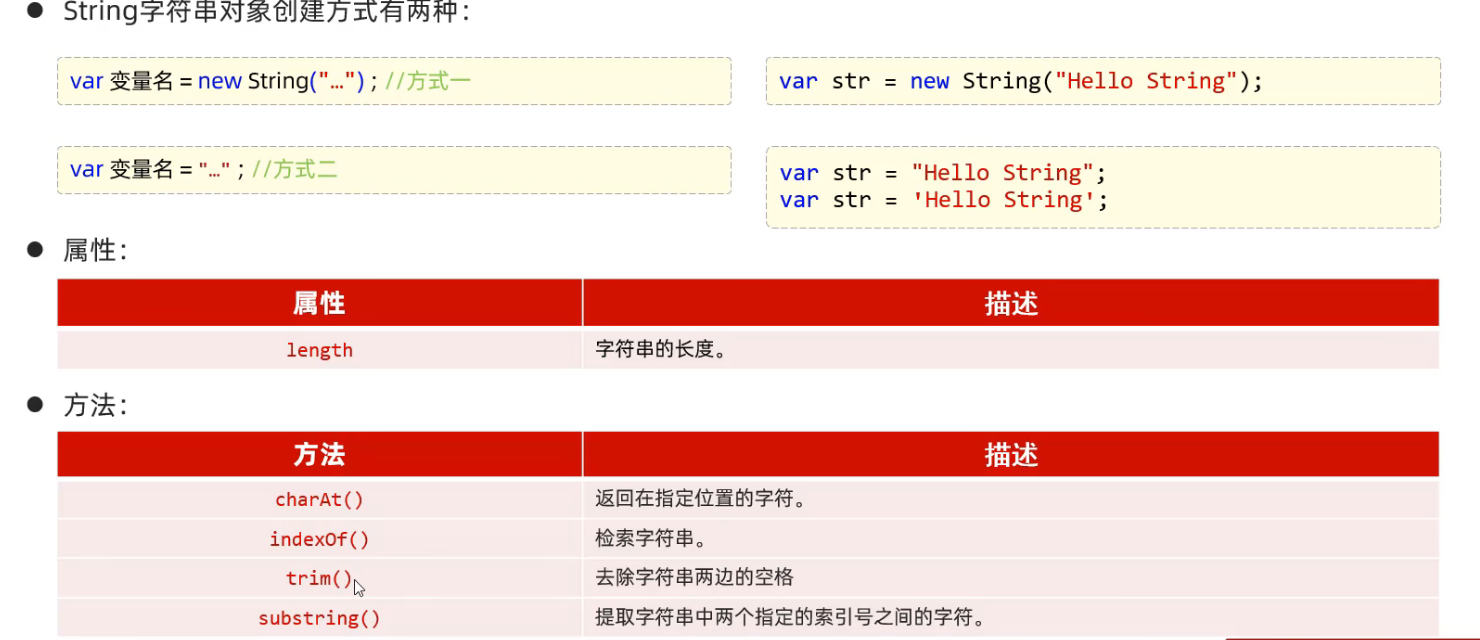 ● String字符串对象创建方式有两种：
var 变量名 = new String("…") ; //方式一
var str = new String("Hello String");
var 变量名 = "…" ; //方式二
var str = "Hello String";
var str = 'Hello String';
● 属性：
属性 描述
length 字符串的长度。
● 方法：
方法 描述
charAt() 返回在指定位置的字符。
indexOf() 检索字符串。
trim() 去除字符串两边的空格
substring() 提取字符串中两个指定的索引号之间的字符。